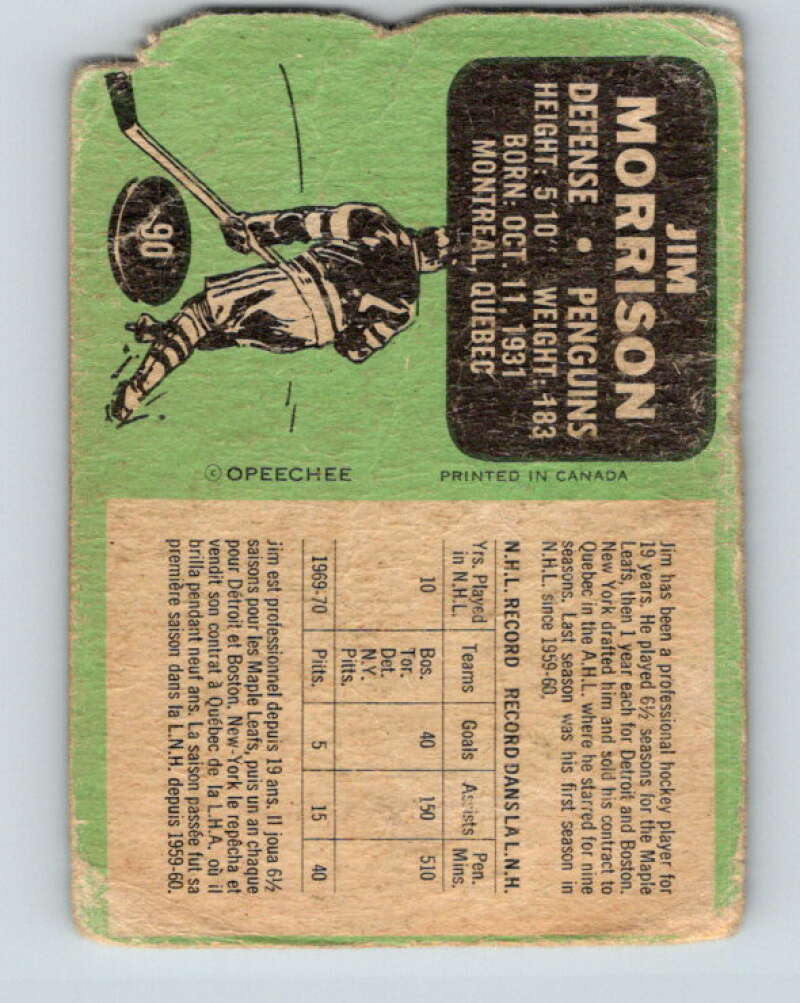 JIM
MORRISON
DEFENSE • PENGUINS
HEIGHT: 5'10" WEIGHT: 183
BORN: OCT. 11, 1931
MONTREAL, QUEBEC
7
90
PRINTED IN CANADA
© OPEECHEE
Jim has been a professional hockey player for
19 years. He played 6½ seasons for the Maple
Leafs, then 1 year each for Detroit and Boston.
New York drafted him and sold his contract to
Quebec in the A.H.L. where he starred for nine
seasons. Last season was his first season in
N.H.L. since 1959-60.
N.H.L. RECORD RECORD DANS LA L.N.H.
Yrs. Played in N.H.L. Teams Goals Assists Pen. Mins.
10 Bos. 40 150 510
Tor.
Det.
N.Y.
Pitts.
1969-70 Pitts. 5 15 40
Jim est professionnel depuis 19 ans. Il joua 6½
saisons pour les Maple Leafs, puis un an chaque
pour Détroit et Boston. New-York le repêcha et
vendit son contrat à Québec de la L.H.A. où il
brilla pendant neuf ans. La saison passée fut sa
première saison dans la L.N.H. depuis 1959-60.